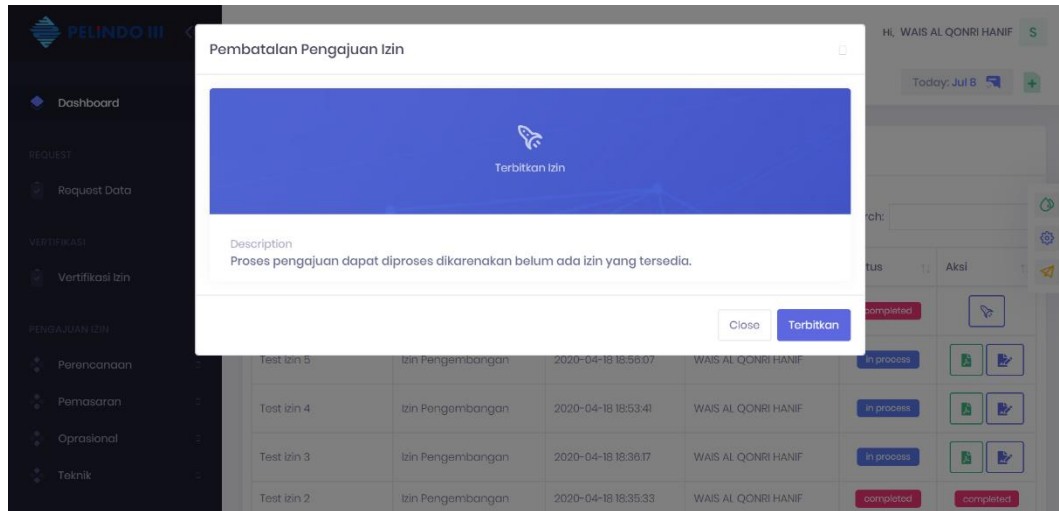 PELINDO III
Hi, WAIS AL QONRI HANIF S
Today: Jul 8
Dashboard
REQUEST
Request Data
VERTIFIKASI
Vertifikasi Izin
PENGAJUAN IZIN
Perencanaan
Pemasaran
Oprasional
Teknik
Pembatalan Pengajuan Izin
Terbitkan Izin
Description
Proses pengajuan dapat diproses dikarenakan belum ada izin yang tersedia.
Close Terbitkan
rch:
tus Aksi
completed
Test izin 5 Izin Pengembangan 2020-04-18 18:56:07 WAIS AL QONRI HANIF in process
Test izin 4 Izin Pengembangan 2020-04-18 18:53:41 WAIS AL QONRI HANIF in process
Test izin 3 Izin Pengembangan 2020-04-18 18:36:17 WAIS AL QONRI HANIF in process
Test izin 2 Izin Pengembangan 2020-04-18 18:35:33 WAIS AL QONRI HANIF completed completed